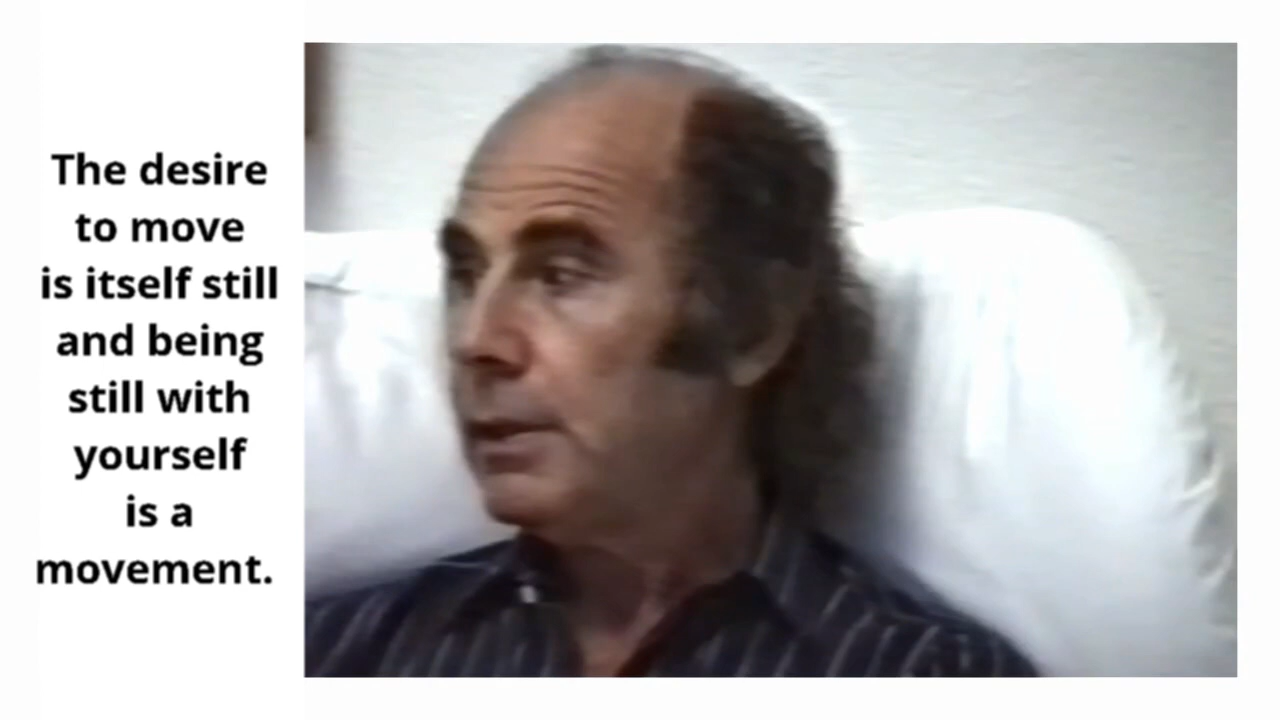 The desire
to move
is itself still
and being
still with
yourself
is a
movement.